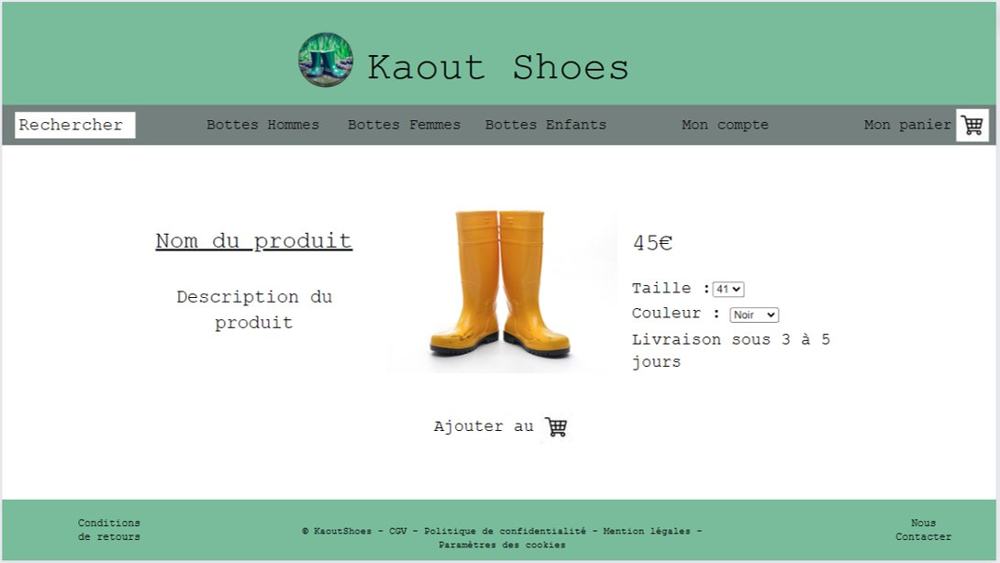 Kaout Shoes
Rechercher
Bottes Hommes
Bottes Femmes
Bottes Enfants
Mon compte
Mon panier
Nom du produit
Description du
produit
45€
Taille :41
Couleur : Noir
Livraison sous 3 à 5
jours
Ajouter au
Conditions
de retours
© KaoutShoes - CGV - Politique de confidentialité - Mention légales -
Paramètres des cookies
Nous
Contacter